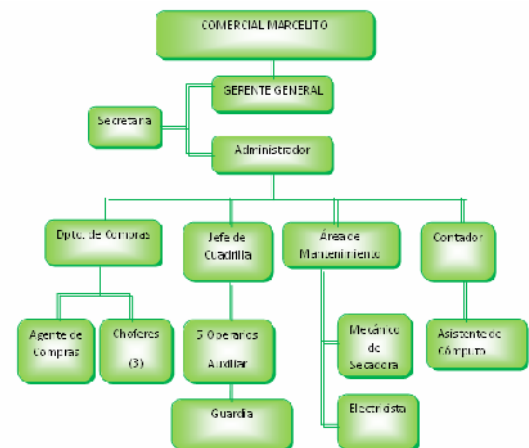 COMERCIAL MARCELITO
GERENTE GENERAL
Secretaria
Administrador
Dpto. de Compras
Jefe de
Cuadrilla
Área de
Mantenimiento
Contador
Agente de
Compras
Choferes
(3)
5 Operarios
Auxiliar
Mecánico
de
Secadora
Asistente de
Cómputo
Guardia
Electricista